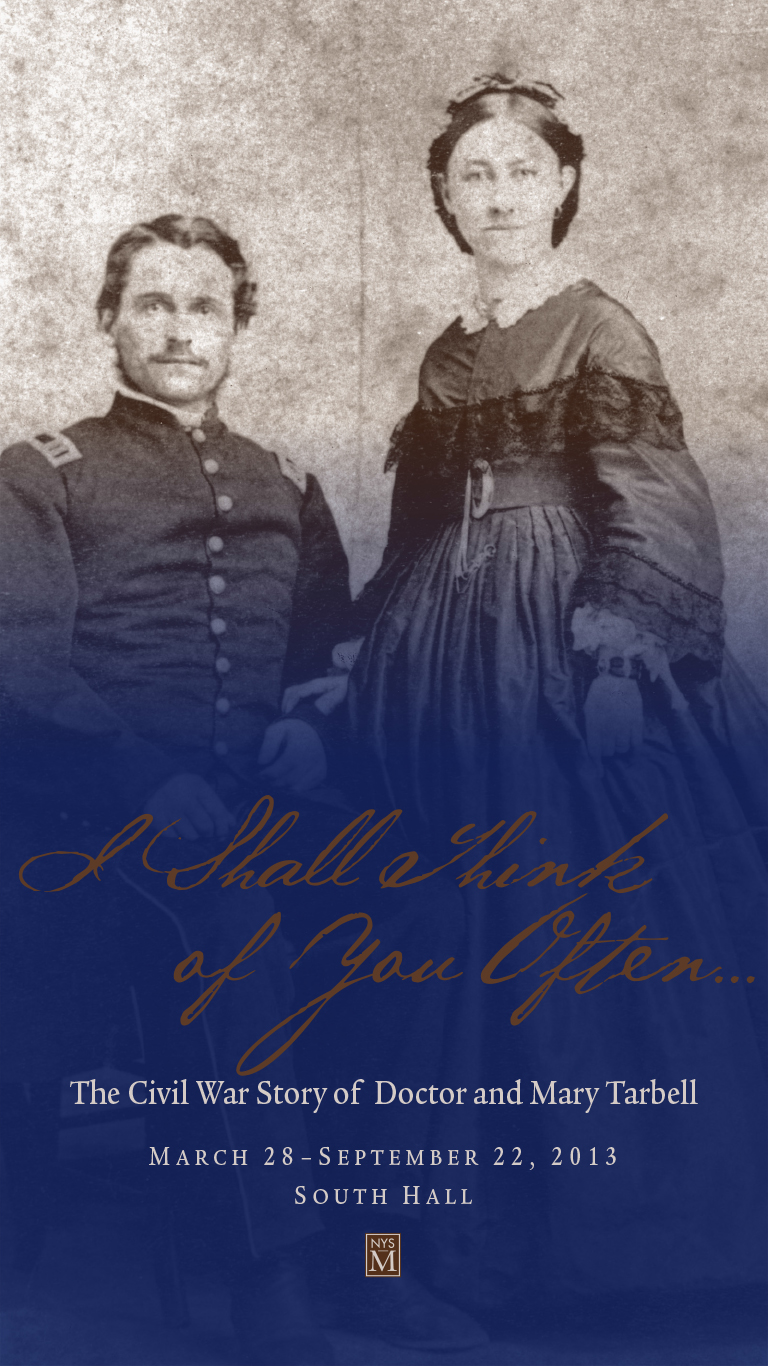 I Shall Think
of You Often...
The Civil War Story of Doctor and Mary Tarbell
March 28–September 22, 2013
South Hall
NYS
M